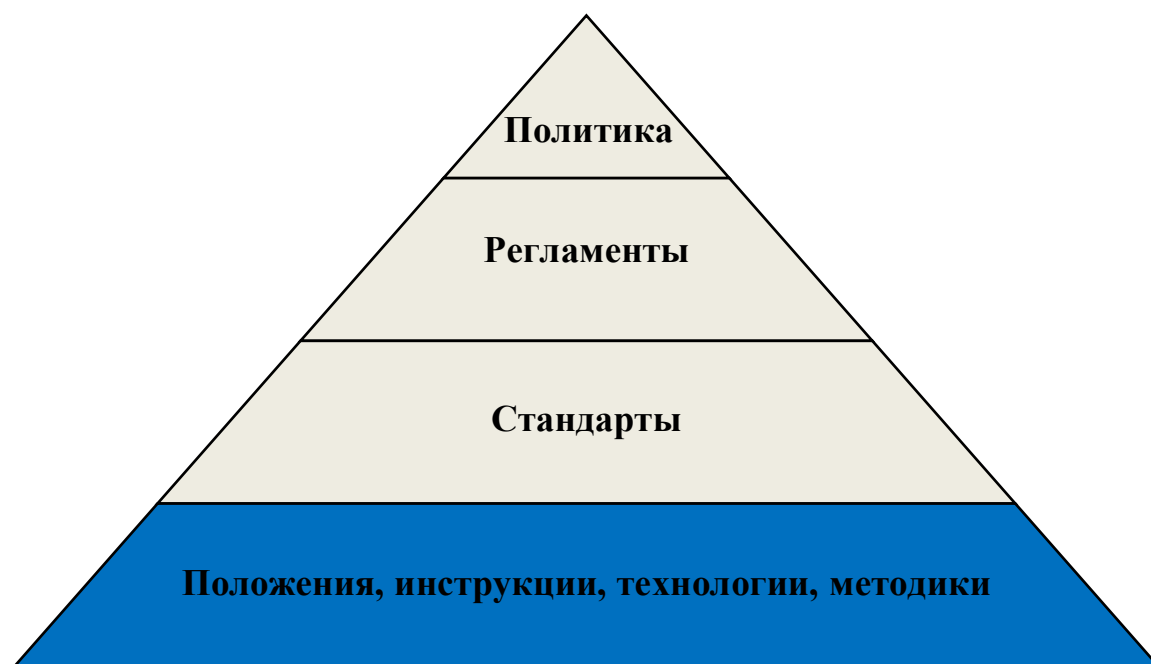 Политика
Регламенты
Стандарты
Положения, инструкции, технологии, методики